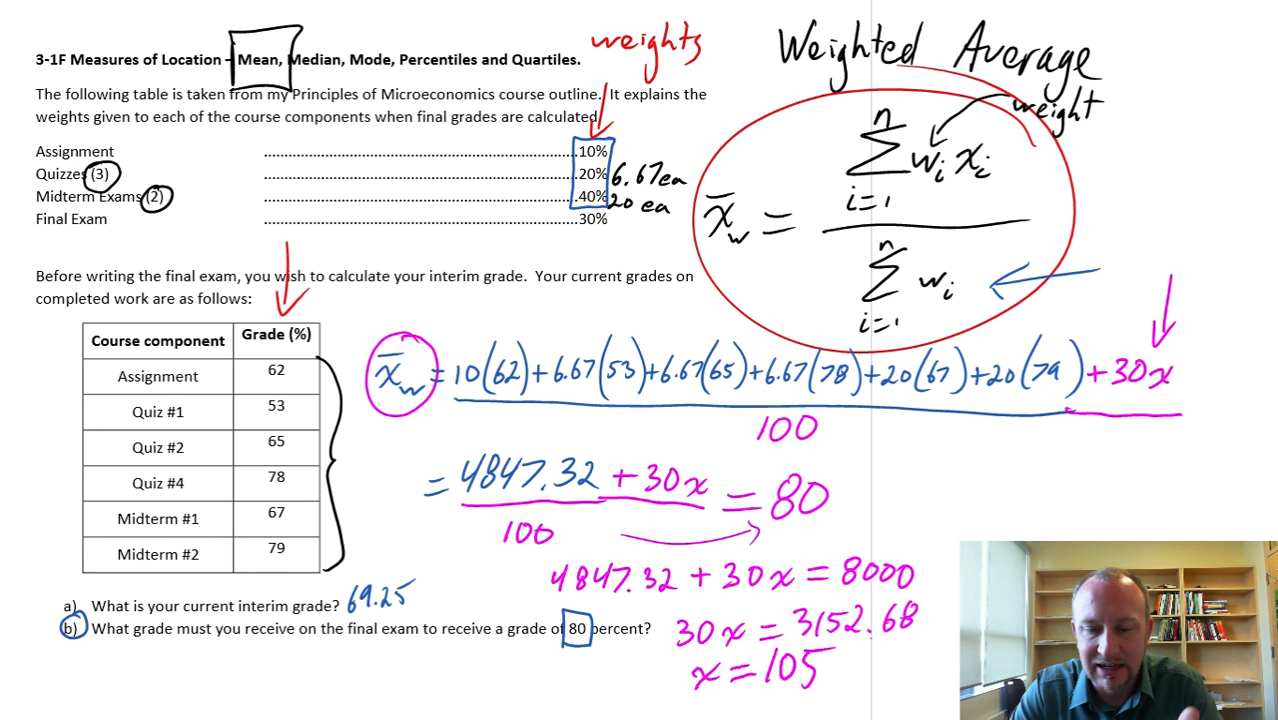 weights
Weighted Average
3-1F Measures of Location – Mean, Median, Mode, Percentiles and Quartiles.
The following table is taken from my Principles of Microeconomics course outline. It explains the
weights given to each of the course components when final grades are calculated
weight
Assignment ........ 10%
Quizzes (3) ........ 20% 6.67ea
Midterm Exams (2) ........ 40% 20 ea
Final Exam ........ 30%
x̄w = Σ i=1 n wi xi / Σ i=1 n wi
Before writing the final exam, you wish to calculate your interim grade. Your current grades on
completed work are as follows:
Course component Grade (%)
Assignment 62
Quiz #1 53
Quiz #2 65
Quiz #4 78
Midterm #1 67
Midterm #2 79
x̄w = 10(62)+6.67(53)+6.67(65)+6.67(78)+20(67)+20(79)+30x
100
= 4847.32 + 30x = 80
100
4847.32 + 30x = 8000
30x = 3152.68
x = 105
a) What is your current interim grade? 69.25
b) What grade must you receive on the final exam to receive a grade of 80 percent?